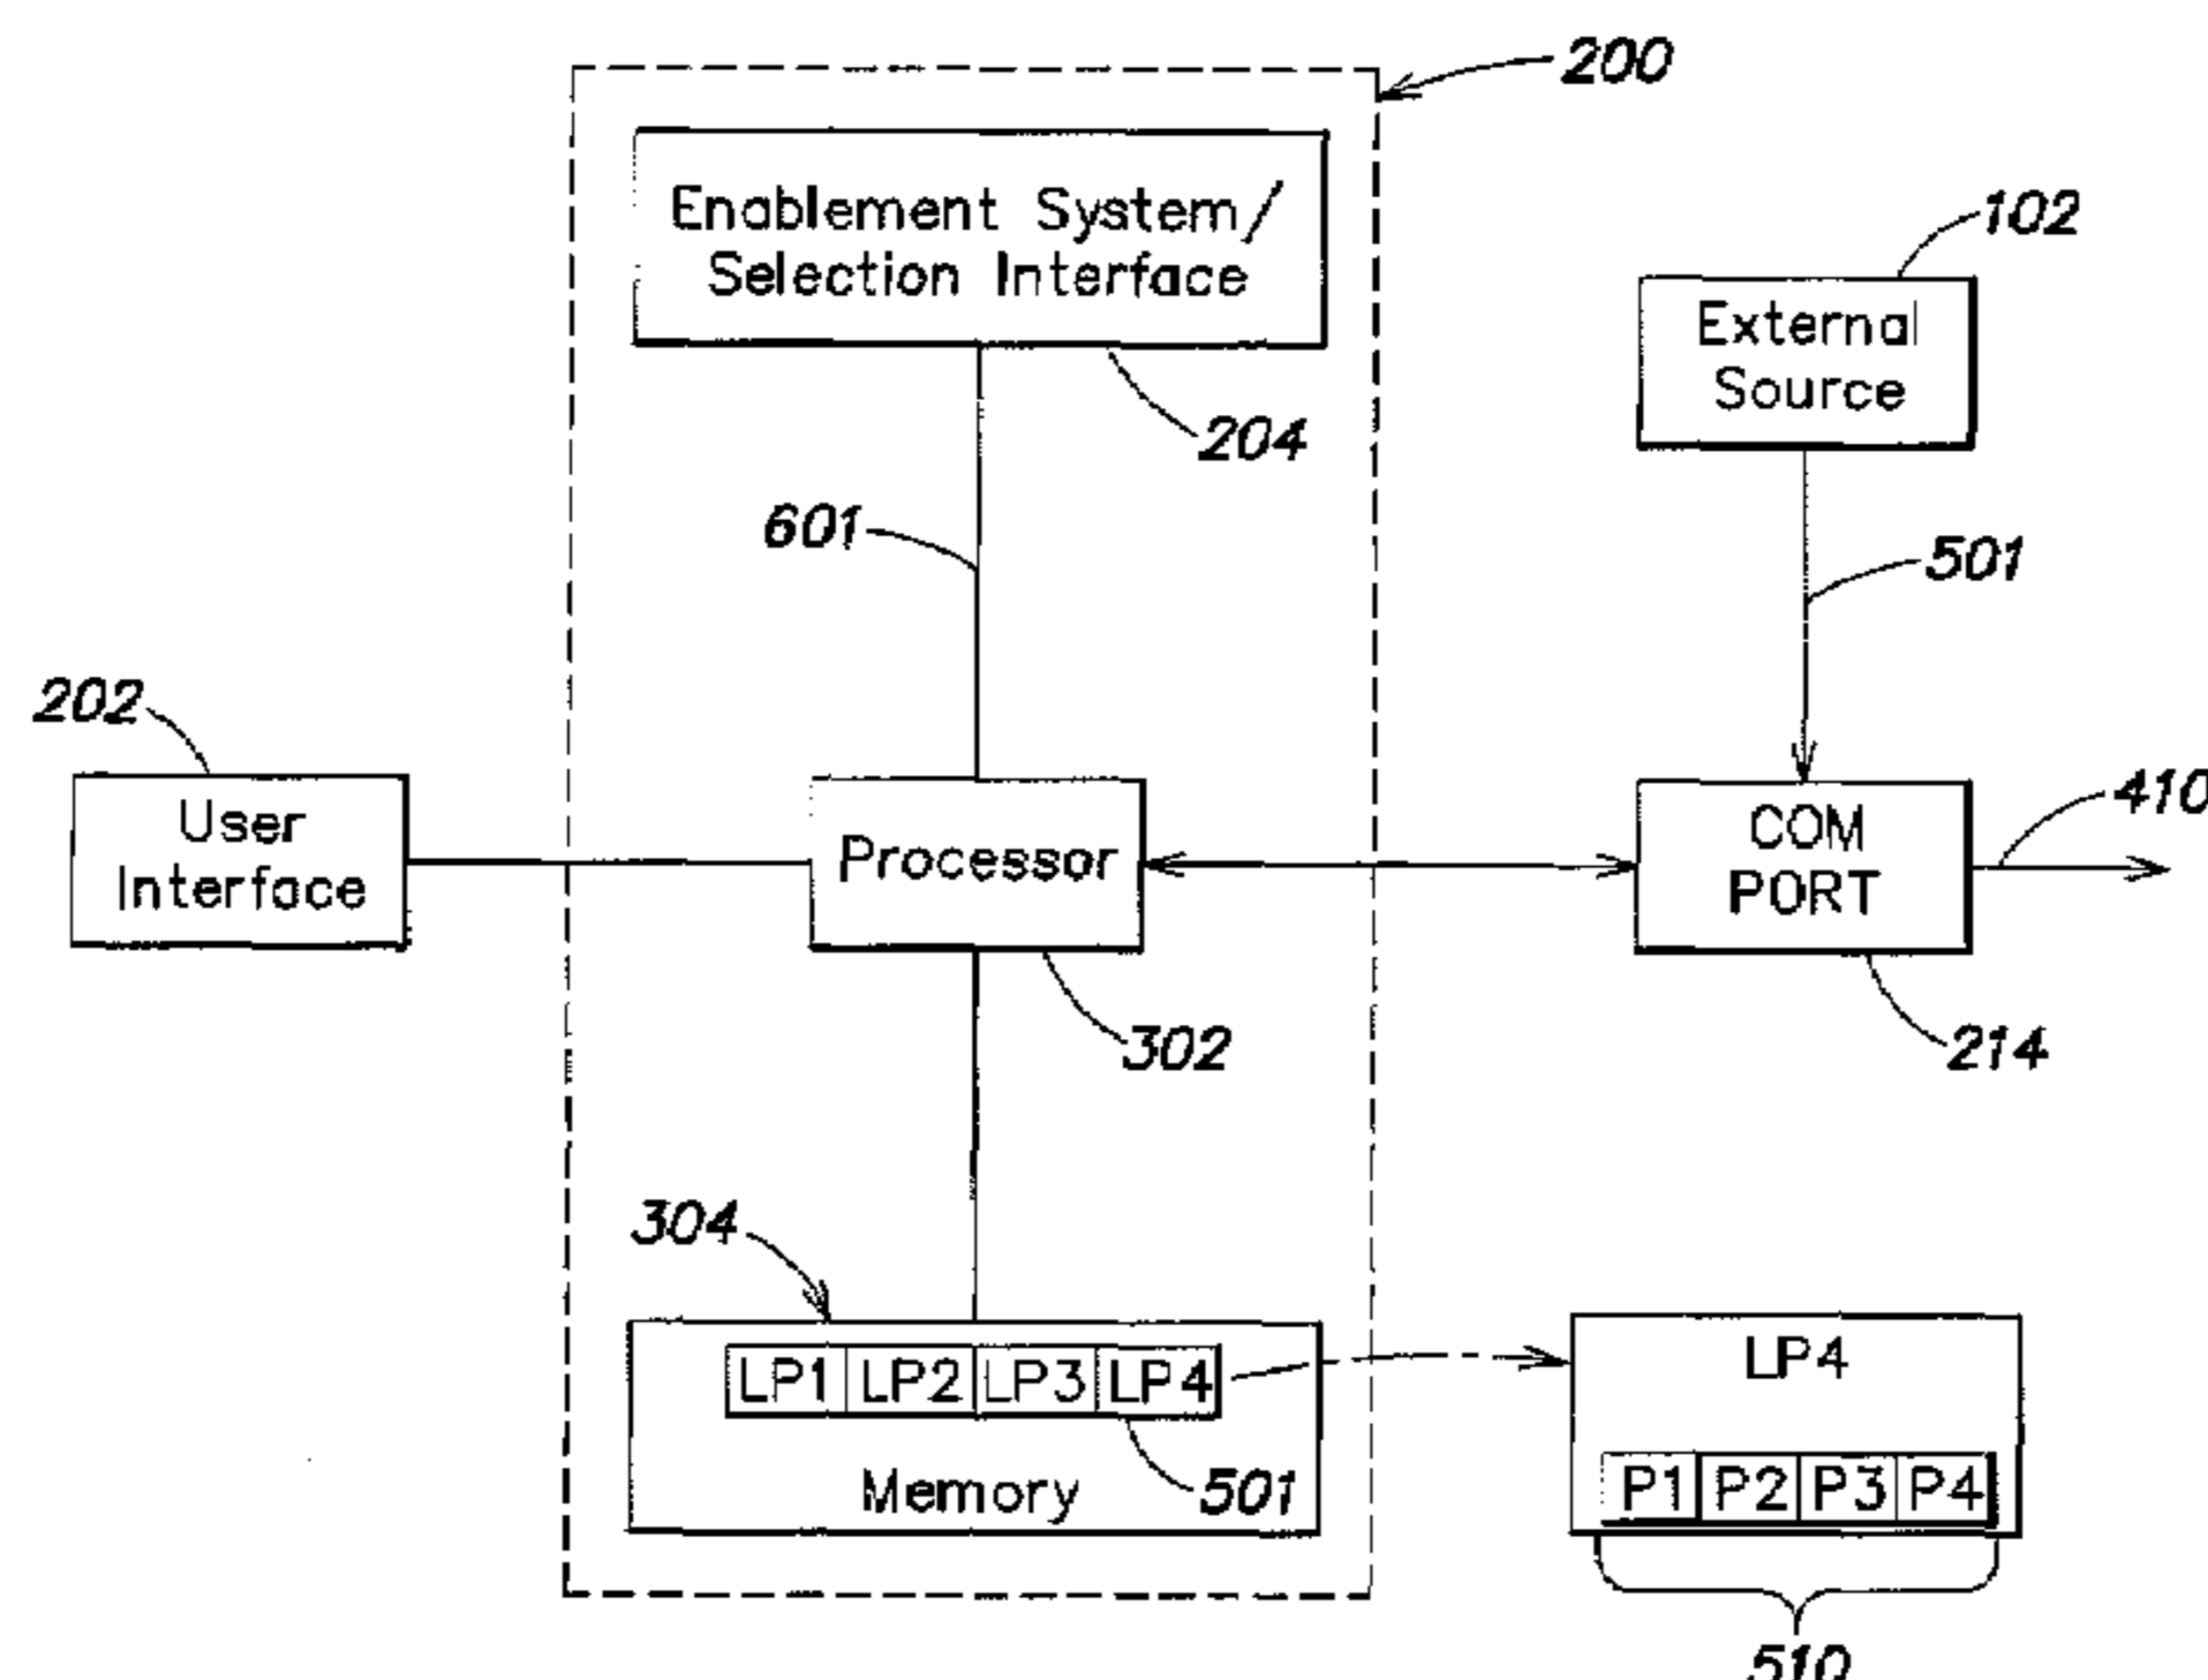 200
Enablement System/
Selection Interface
204
102
External
Source
601
501
202
User
Interface
Processor
302
COM
PORT
410
214
304
LP1 LP2 LP3 LP4
Memory
501
LP4
P1 P2 P3 P4
510